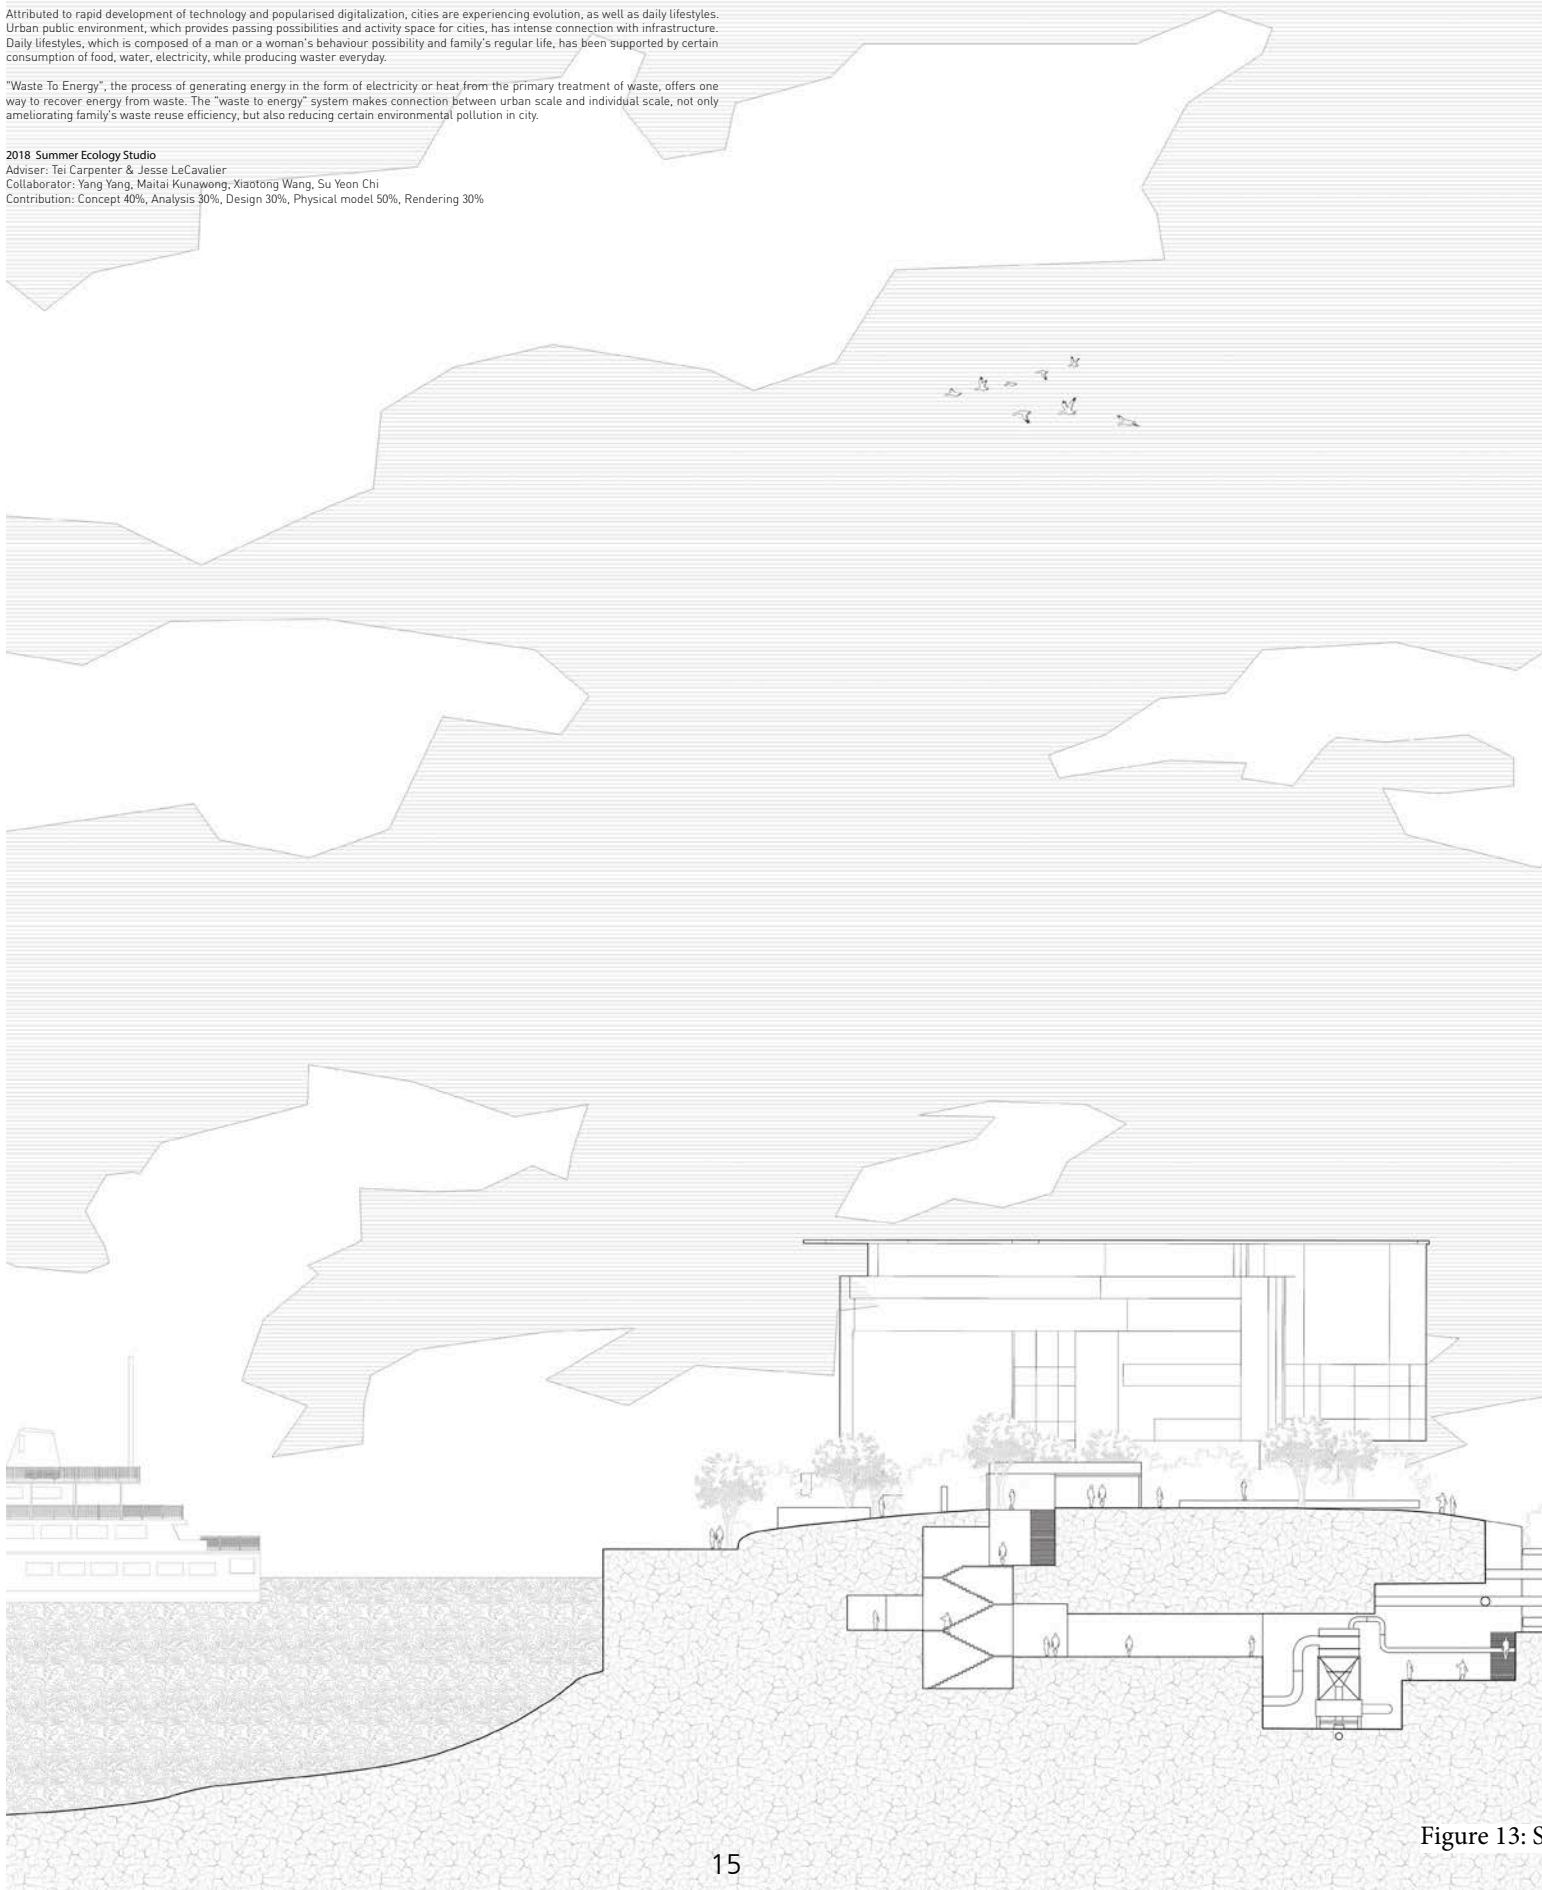 Attributed to rapid development of technology and popularised digitalization, cities are experiencing evolution, as well as daily lifestyles.
Urban public environment, which provides passing possibilities and activity space for cities, has intense connection with infrastructure.
Daily lifestyles, which is composed of a man or a woman's behaviour possibility and family's regular life, has been supported by certain
consumption of food, water, electricity, while producing waster everyday.
"Waste To Energy", the process of generating energy in the form of electricity or heat from the primary treatment of waste, offers one
way to recover energy from waste. The "waste to energy" system makes connection between urban scale and individual scale, not only
ameliorating family's waste reuse efficiency, but also reducing certain environmental pollution in city.
2018 Summer Ecology Studio
Adviser: Tei Carpenter & Jesse LeCavalier
Collaborator: Yang Yang, Maitai Kunawong, Xiaotong Wang, Su Yeon Chi
Contribution: Concept 40%, Analysis 30%, Design 30%, Physical model 50%, Rendering 30%
Figure 13: S
15